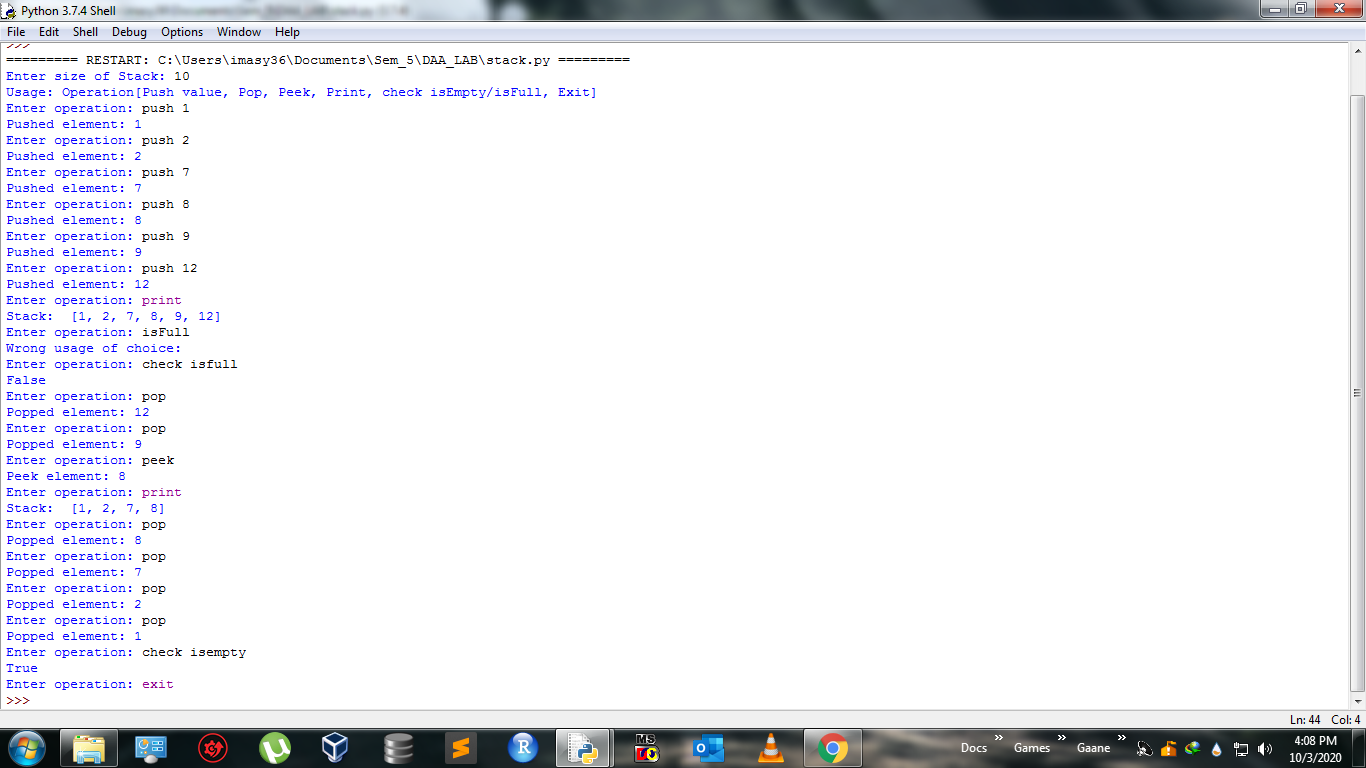 Python 3.7.4 Shell
File Edit Shell Debug Options Window Help
>>>
========= RESTART: C:\Users\imasy36\Documents\Sem_5\DAA_LAB\stack.py =========
Enter size of Stack: 10
Usage: Operation[Push value, Pop, Peek, Print, check isEmpty/isFull, Exit]
Enter operation: push 1
Pushed element: 1
Enter operation: push 2
Pushed element: 2
Enter operation: push 7
Pushed element: 7
Enter operation: push 8
Pushed element: 8
Enter operation: push 9
Pushed element: 9
Enter operation: push 12
Pushed element: 12
Enter operation: print
Stack:  [1, 2, 7, 8, 9, 12]
Enter operation: isFull
Wrong usage of choice:
Enter operation: check isfull
False
Enter operation: pop
Popped element: 12
Enter operation: pop
Popped element: 9
Enter operation: peek
Peek element: 8
Enter operation: print
Stack:  [1, 2, 7, 8]
Enter operation: pop
Popped element: 8
Enter operation: pop
Popped element: 7
Enter operation: pop
Popped element: 2
Enter operation: pop
Popped element: 1
Enter operation: check isempty
True
Enter operation: exit
>>>
Ln: 44 Col: 4
R
MS
Docs » Games » Gaane »
4:08 PM
10/3/2020